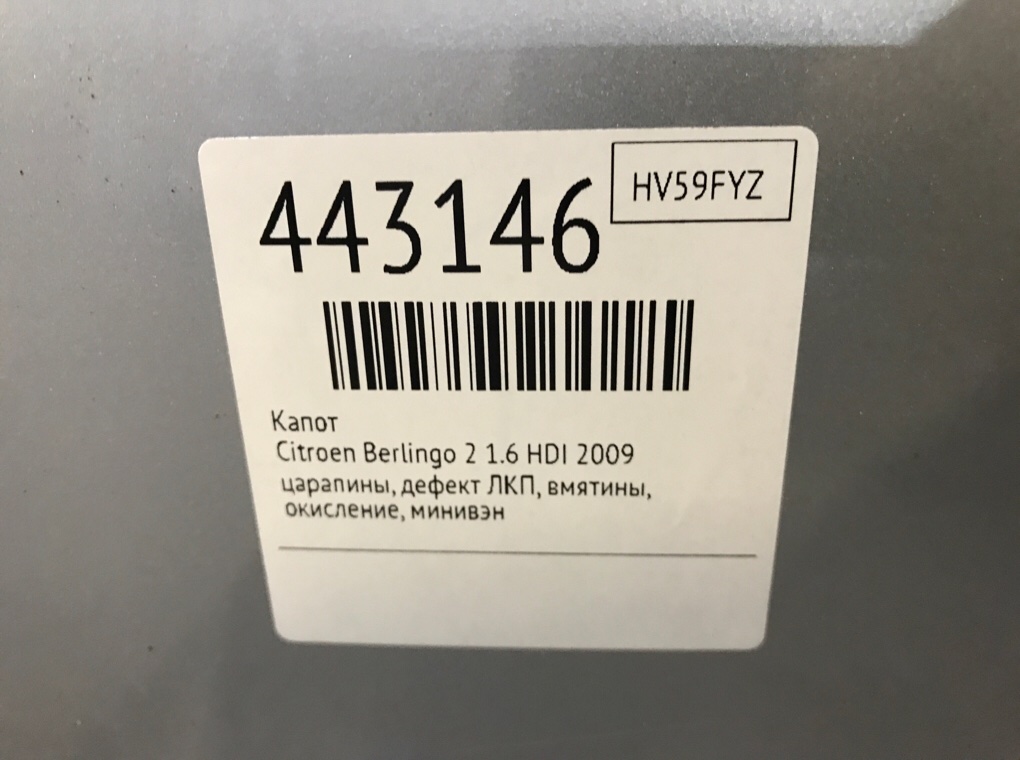 443146
HV59FYZ
Капот
Citroen Berlingo 2 1.6 HDI 2009
царапины, дефект ЛКП, вмятины,
окисление, минивэн